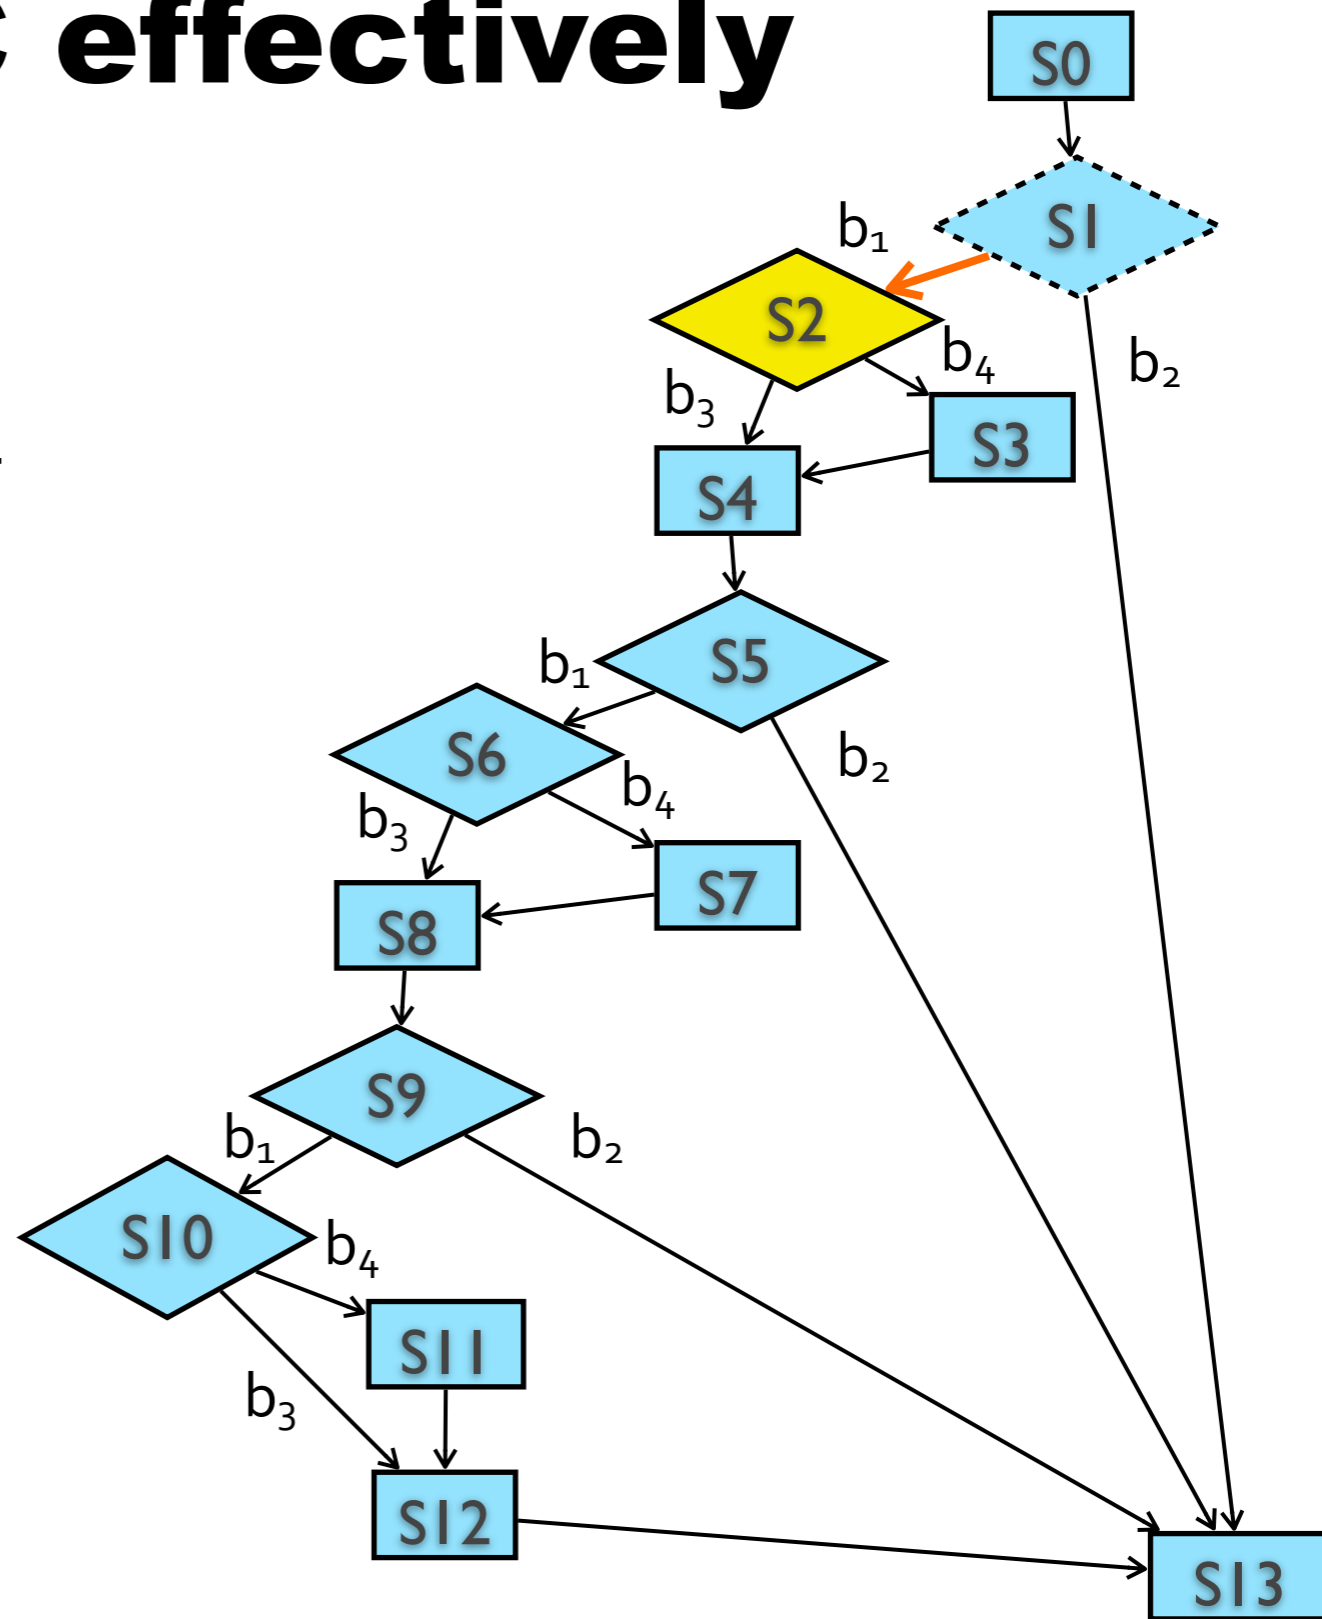 effectively
S0
S1
b₁
S2
b₄
b₂
b₃
S3
S4
S5
b₁
S6
b₂
b₄
b₃
S7
S8
S9
b₁
b₂
S10
b₄
S11
b₃
S12
S13